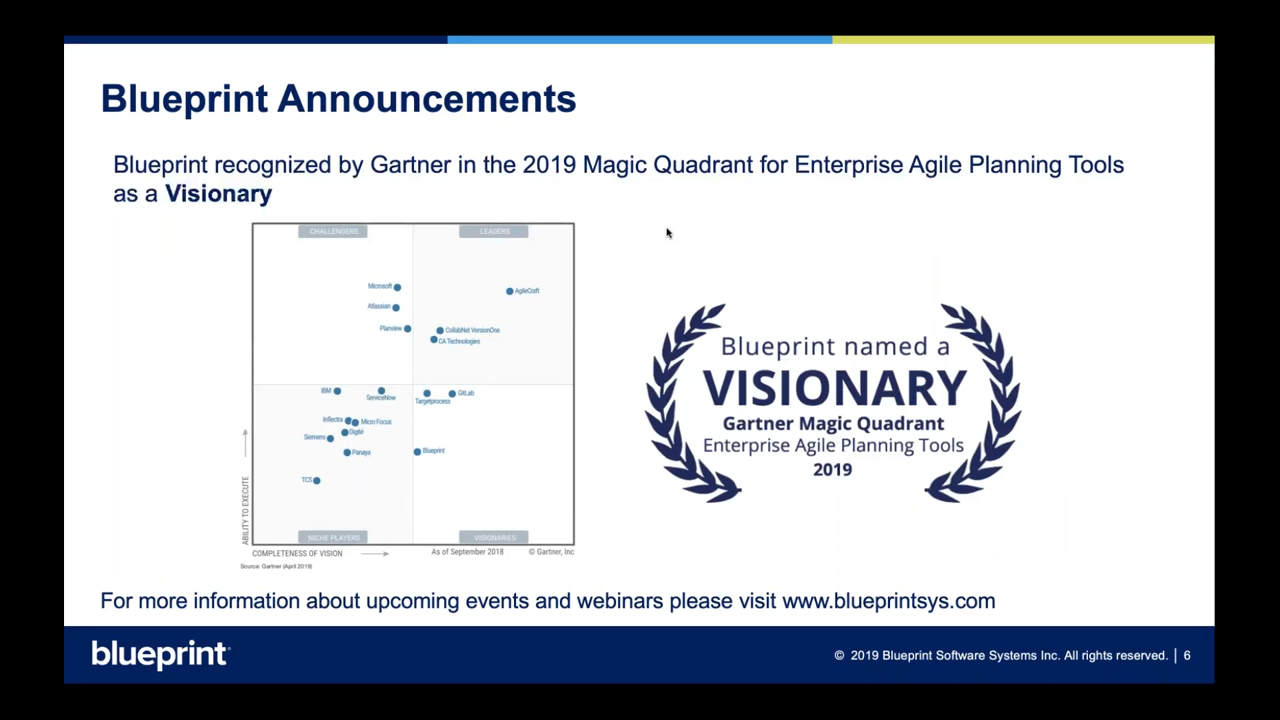 Blueprint Announcements
Blueprint recognized by Gartner in the 2019 Magic Quadrant for Enterprise Agile Planning Tools
as a Visionary
CHALLENGERS
LEADERS
Microsoft
AgileCraft
Atlassian
Planview
CollabNet VersionOne
CA Technologies
IBM
ServiceNow
Targetprocess
GitLab
Inflectra
Micro Focus
Digité
Siemens
Panaya
Blueprint
TCS
ABILITY TO EXECUTE
NICHE PLAYERS
VISIONARIES
COMPLETENESS OF VISION
As of September 2018
© Gartner, Inc
Source: Gartner (April 2019)
Blueprint named a
VISIONARY
Gartner Magic Quadrant
Enterprise Agile Planning Tools
2019
For more information about upcoming events and webinars please visit www.blueprintsys.com
blueprint
© 2019 Blueprint Software Systems Inc. All rights reserved. | 6